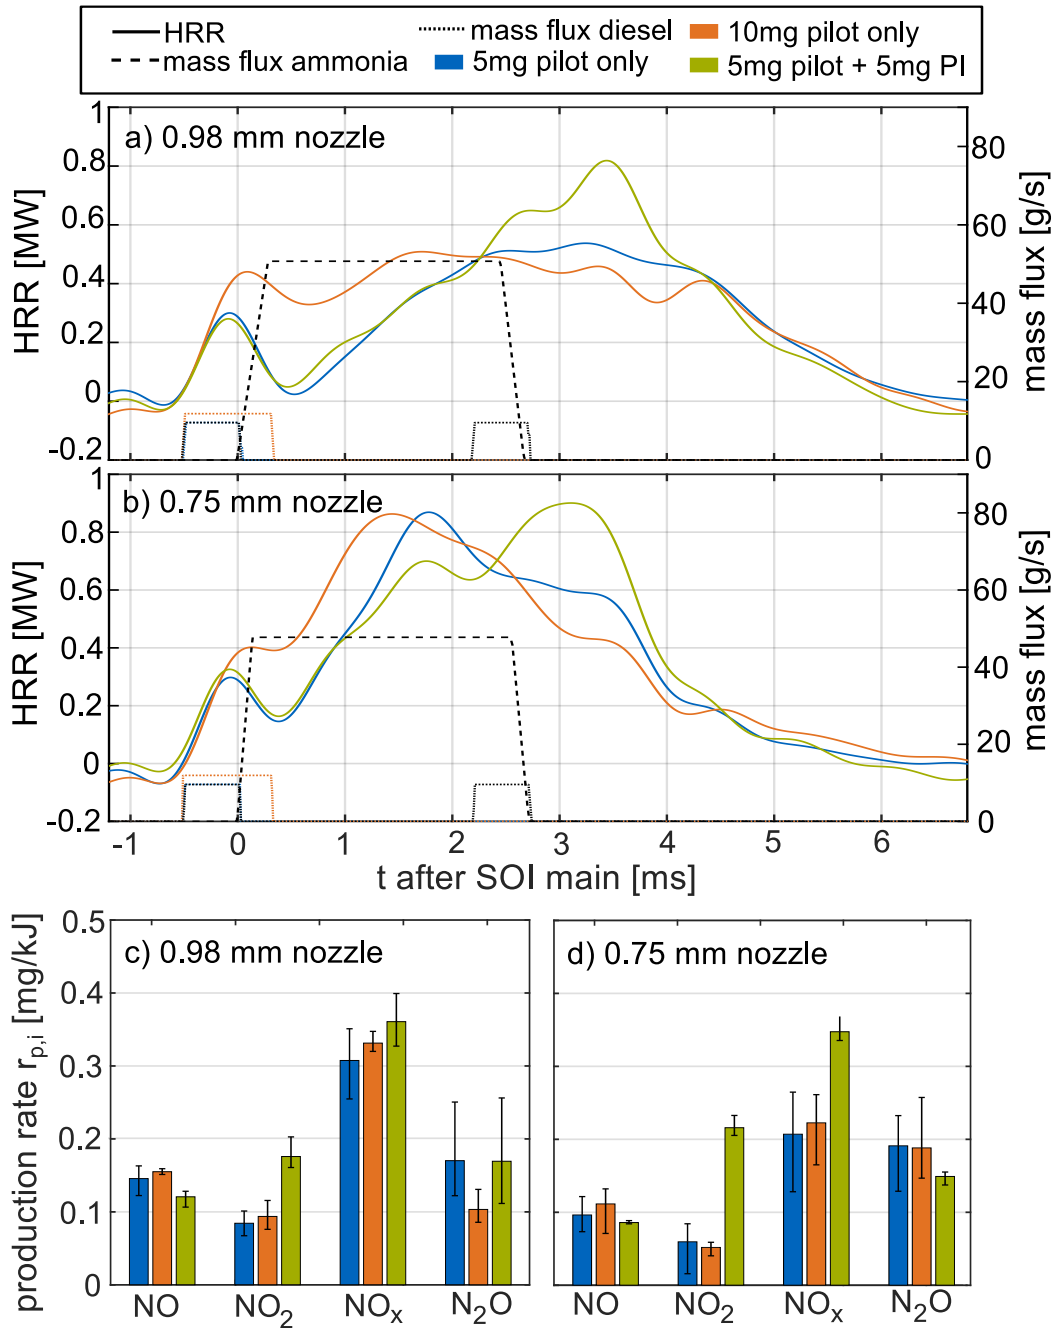 HRR
mass flux diesel
10mg pilot only
mass flux ammonia
5mg pilot only
5mg pilot + 5mg PI
a) 0.98 mm nozzle
1
0.8
0.6
0.4
0.2
0
-0.2
HRR [MW]
80
60
40
20
0
mass flux [g/s]
b) 0.75 mm nozzle
1
0.8
0.6
0.4
0.2
0
-0.2
HRR [MW]
80
60
40
20
0
mass flux [g/s]
-1 0 1 2 3 4 5 6
t after SOI main [ms]
c) 0.98 mm nozzle
0.5
0.4
0.3
0.2
0.1
0
production rate r_p,i [mg/kJ]
NO NO₂ NOₓ N₂O
d) 0.75 mm nozzle
NO NO₂ NOₓ N₂O